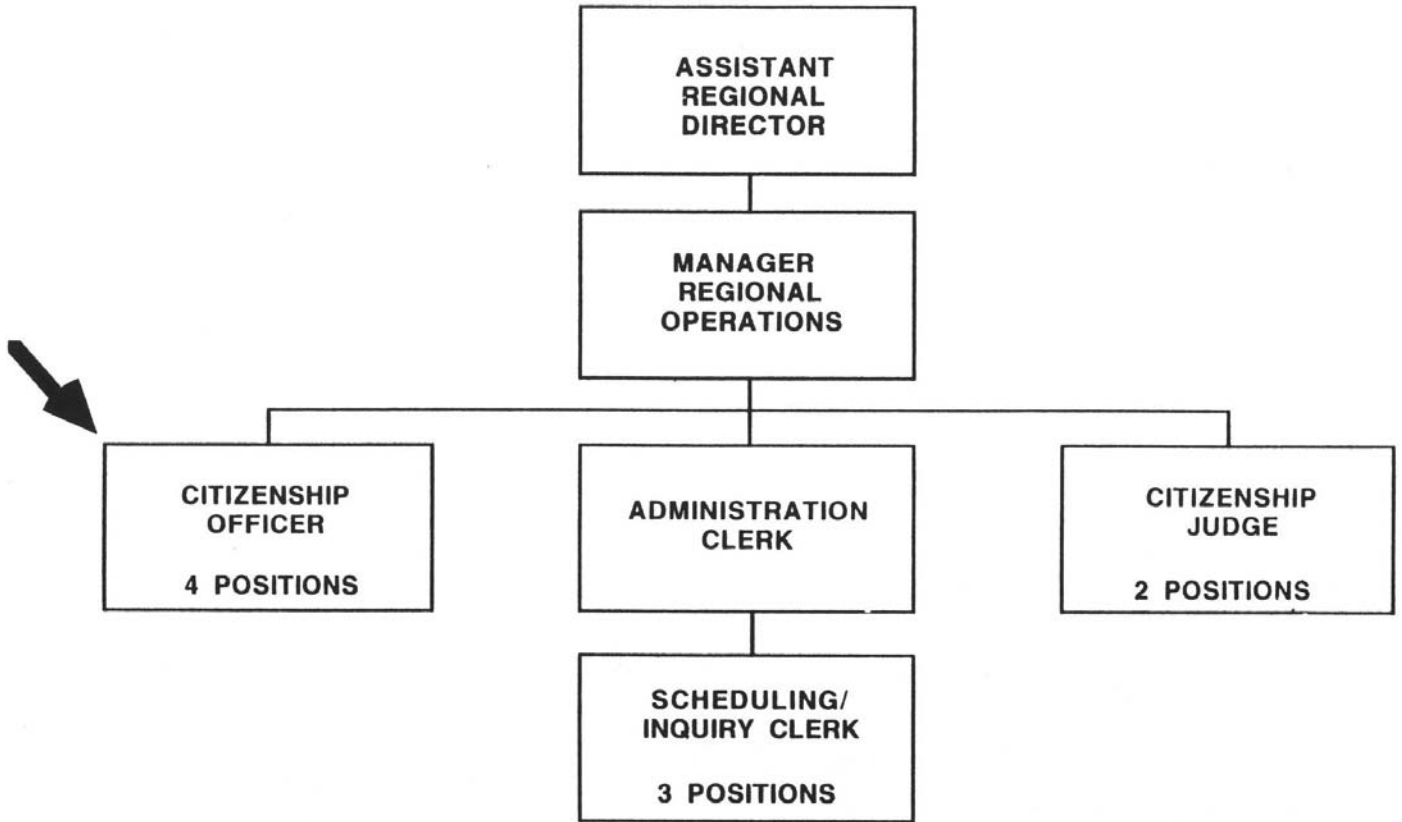 ASSISTANT
REGIONAL
DIRECTOR
MANAGER
REGIONAL
OPERATIONS
CITIZENSHIP
OFFICER
4 POSITIONS
ADMINISTRATION
CLERK
CITIZENSHIP
JUDGE
2 POSITIONS
SCHEDULING/
INQUIRY CLERK
3 POSITIONS